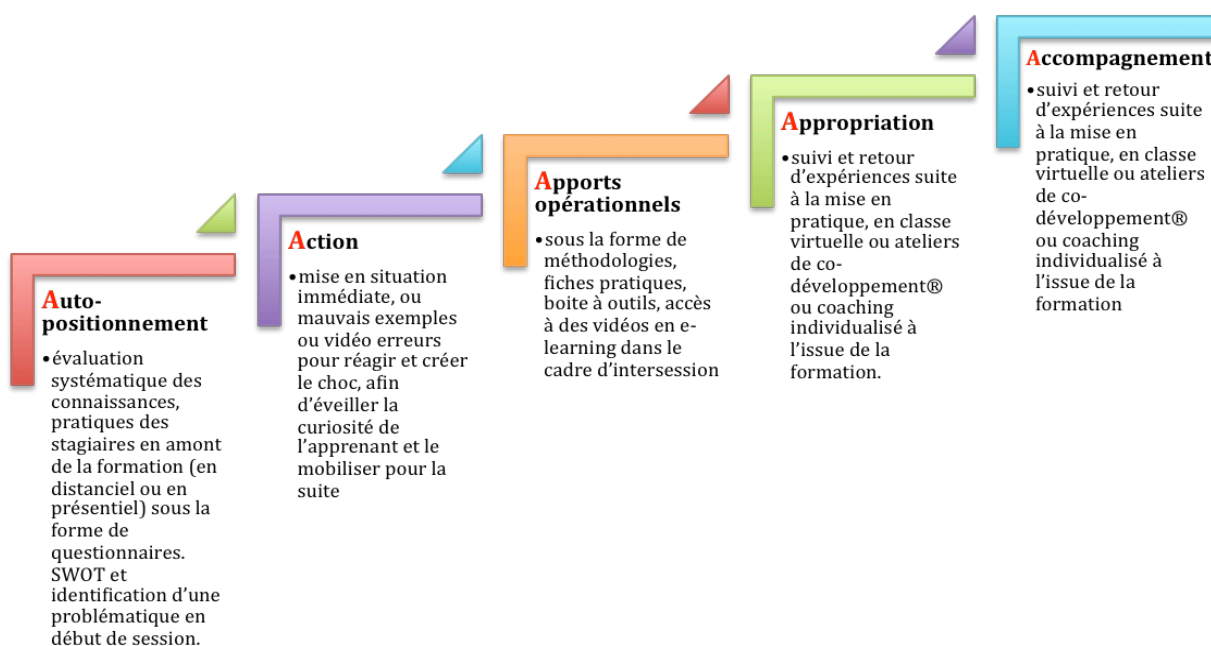 Auto-
positionnement
•évaluation
systématique des
connaissances,
pratiques des
stagiaires en amont
de la formation (en
distanciel ou en
présentiel) sous la
forme de
questionnaires.
SWOT et
identification d’une
problématique en
début de session.
Action
•mise en situation
immédiate, ou
mauvais exemples
ou vidéo erreurs
pour réagir et créer
le choc, afin
d’éveiller la
curiosité de
l’apprenant et le
mobiliser pour la
suite
Apports
opérationnels
•sous la forme de
méthodologies,
fiches pratiques,
boite à outils, accès
à des vidéos en e-
learning dans le
cadre d’intersession
Appropriation
•suivi et retour
d’expériences suite
à la mise en
pratique, en classe
virtuelle ou ateliers
de co-
développement®
ou coaching
individualisé à
l’issue de la
formation.
Accompagnement
•suivi et retour
d’expériences suite
à la mise en
pratique, en classe
virtuelle ou ateliers
de co-
développement®
ou coaching
individualisé à
l’issue de la
formation